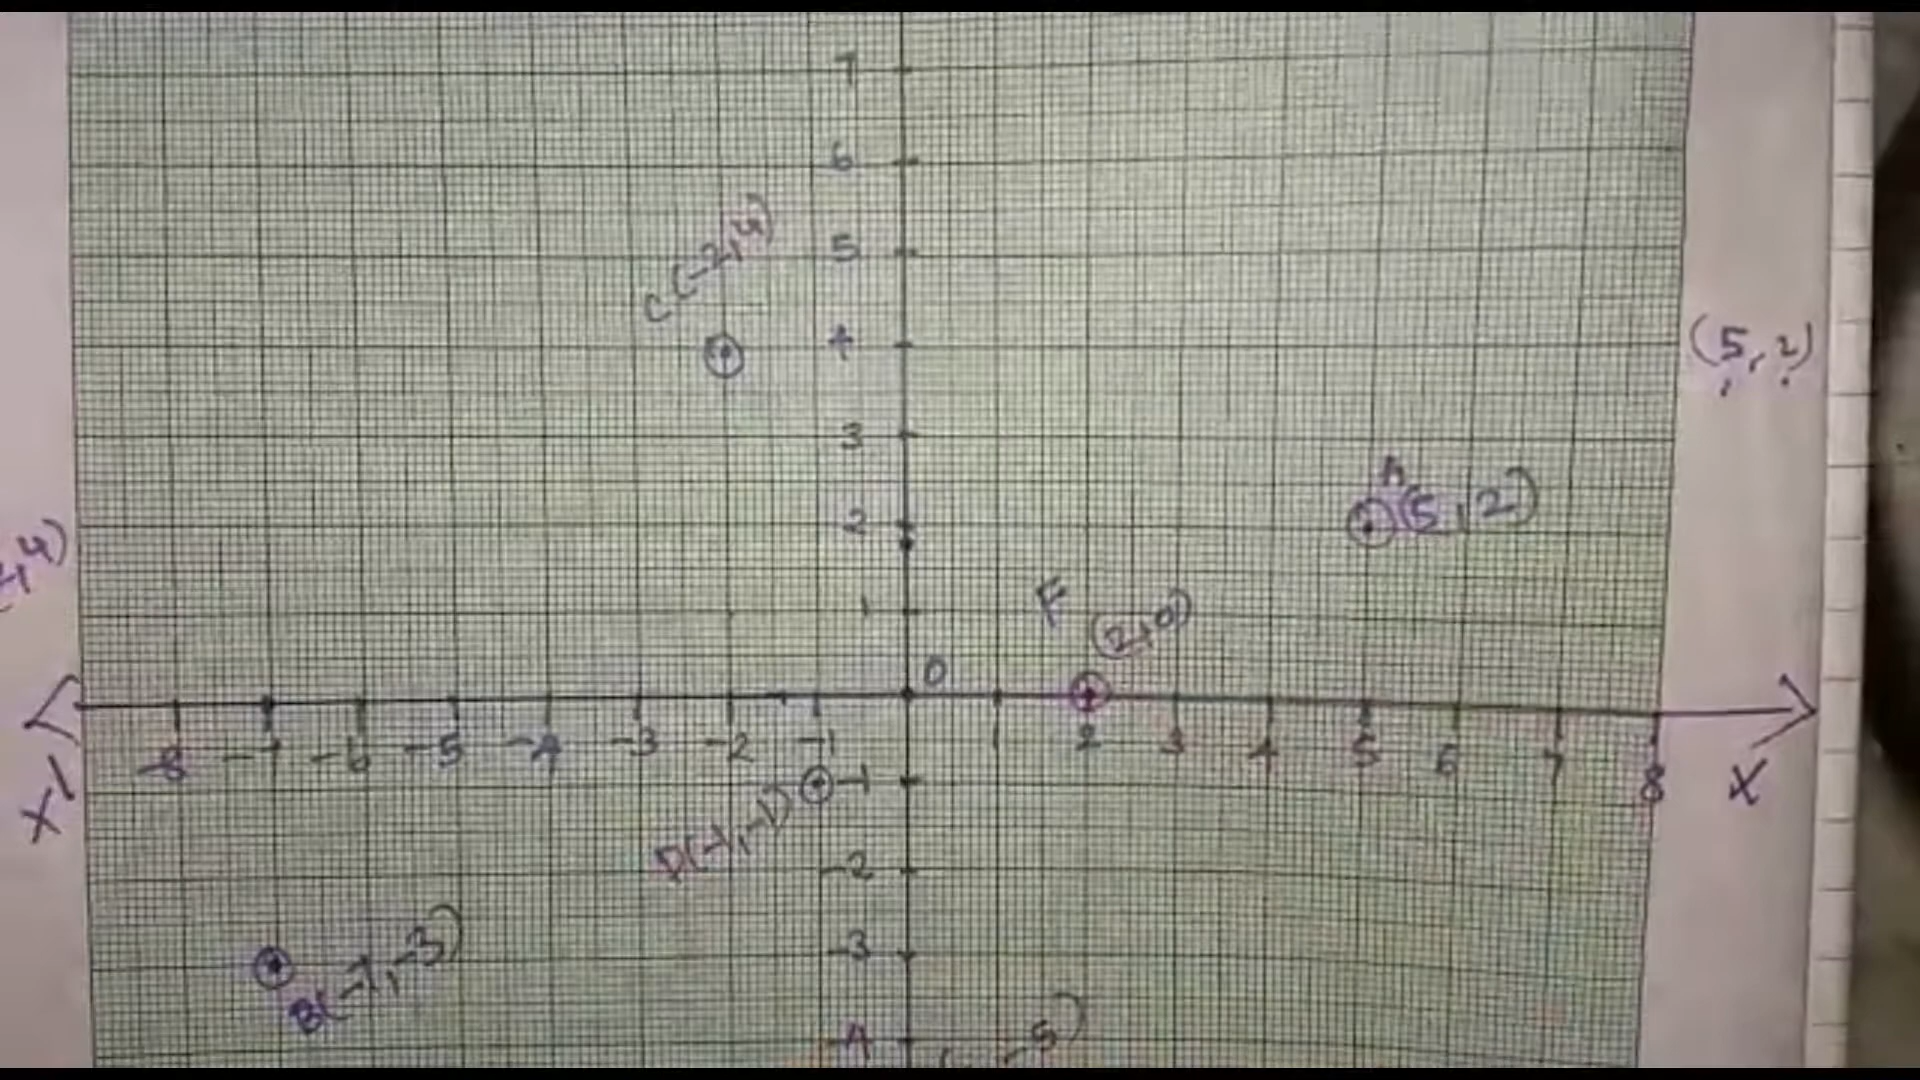 7
6
C(-2,4)
5
4
(5,2)
3
A
(5,2)
2
,4)
F
(2,0)
1
0
-8 -7 -6 -5 -4 -3 -2 -1 1 2 3 4 5 6 7 8
X'
X
-1
D(-1,-1)
-2
-3
B(-7,-3)
-4
-5)